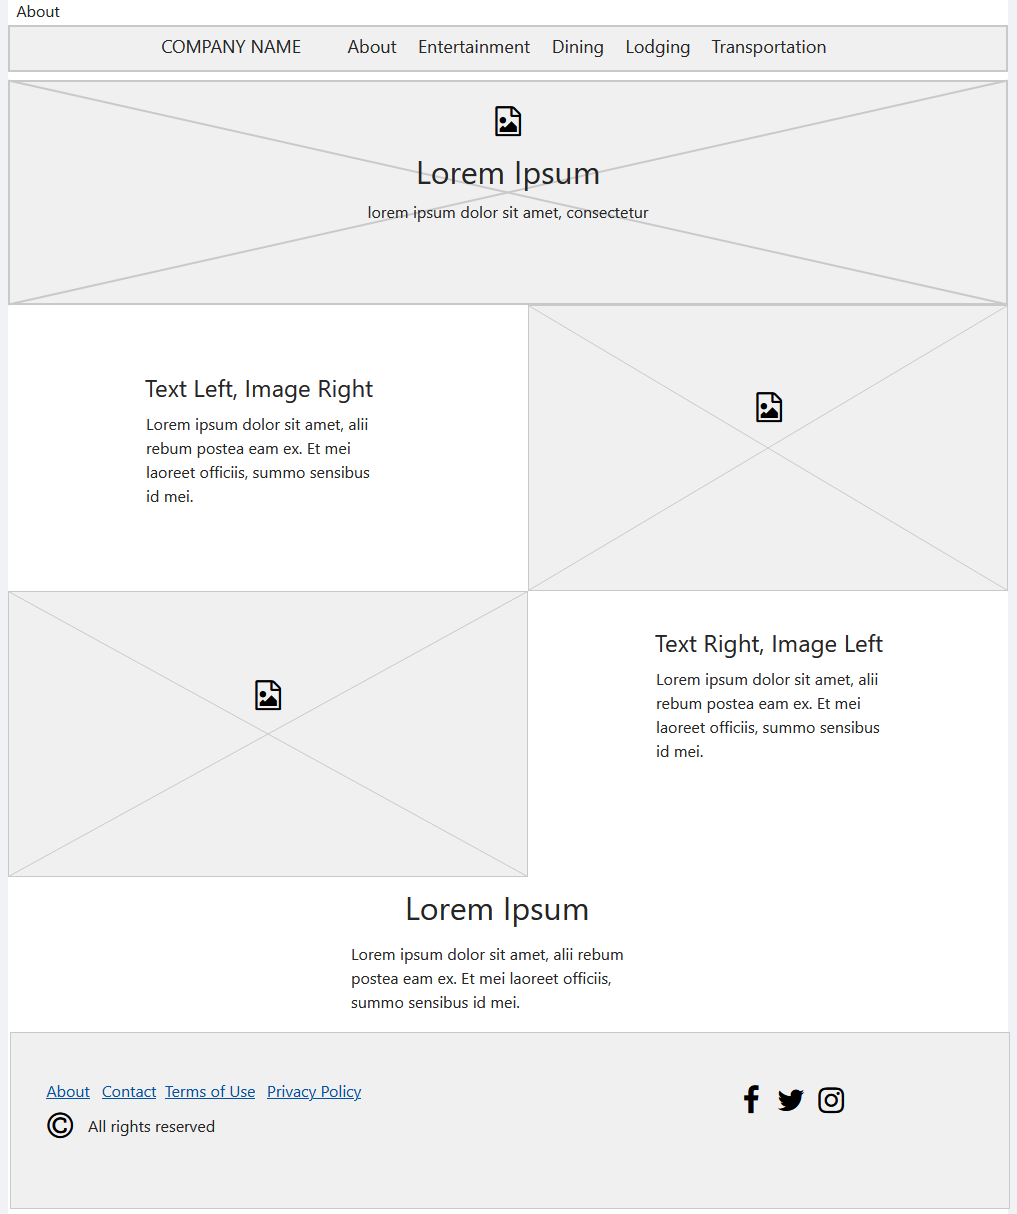 About
COMPANY NAME About Entertainment Dining Lodging Transportation
Lorem Ipsum
lorem ipsum dolor sit amet, consectetur
Text Left, Image Right
Lorem ipsum dolor sit amet, alii
rebum postea eam ex. Et mei
laoreet officiis, summo sensibus
id mei.
Text Right, Image Left
Lorem ipsum dolor sit amet, alii
rebum postea eam ex. Et mei
laoreet officiis, summo sensibus
id mei.
Lorem Ipsum
Lorem ipsum dolor sit amet, alii rebum
postea eam ex. Et mei laoreet officiis,
summo sensibus id mei.
About Contact Terms of Use Privacy Policy
© All rights reserved